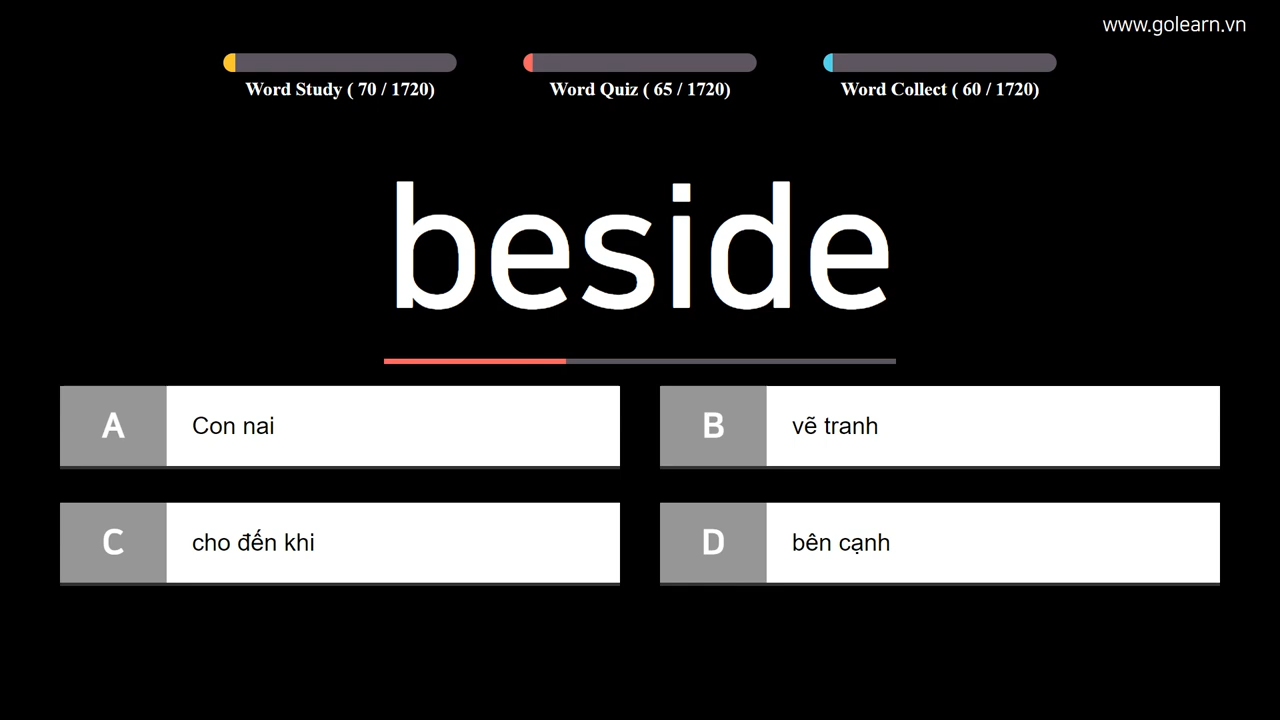 www.golearn.vn
Word Study ( 70 / 1720)
Word Quiz ( 65 / 1720)
Word Collect ( 60 / 1720)
beside
A Con nai
B vẽ tranh
C cho đến khi
D bên cạnh